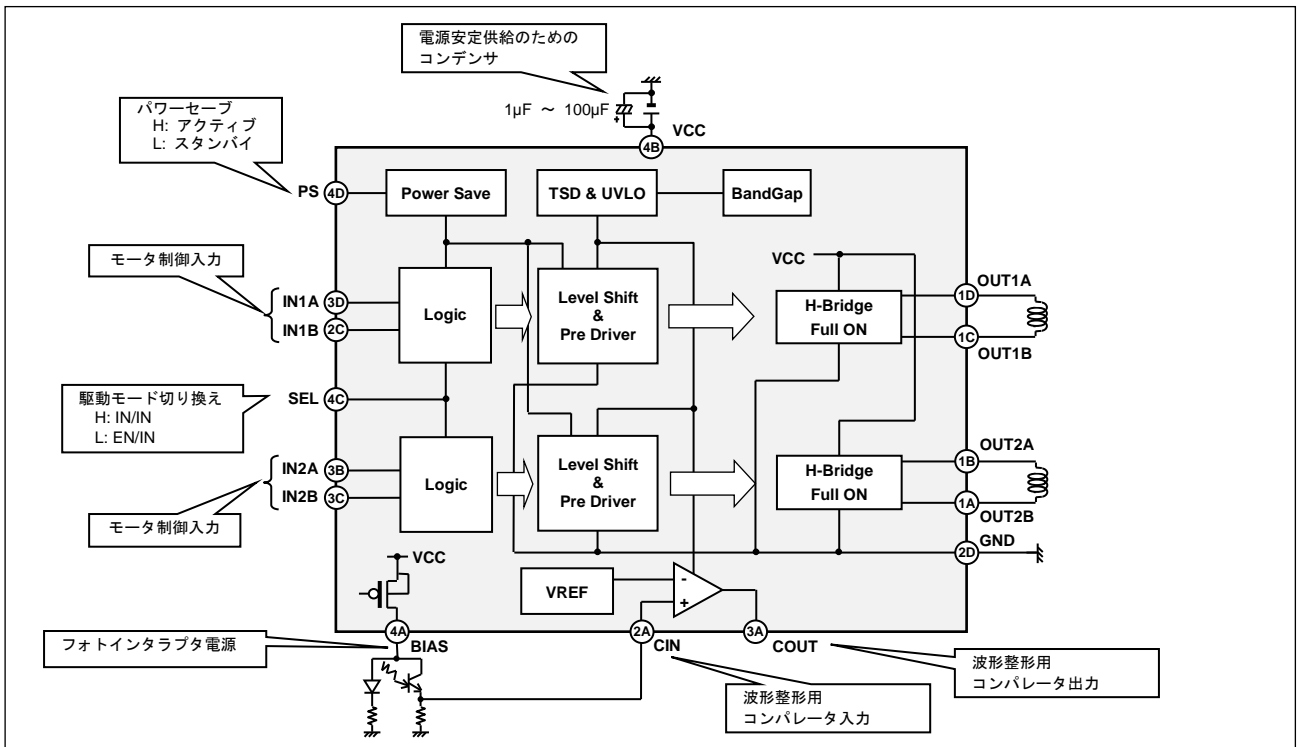 電源安定供給のための
コンデンサ
1µF ～ 100µF
VCC
4B
パワーセーブ
H: アクティブ
L: スタンバイ
PS
4D
Power Save
TSD & UVLO
BandGap
モータ制御入力
IN1A
3D
IN1B
2C
Logic
Level Shift
&
Pre Driver
VCC
H-Bridge
Full ON
OUT1A
1D
1C
OUT1B
駆動モード切り換え
H: IN/IN
L: EN/IN
SEL
4C
IN2A
3B
IN2B
3C
Logic
Level Shift
&
Pre Driver
H-Bridge
Full ON
OUT2A
1B
1A
OUT2B
モータ制御入力
GND
2D
VCC
VREF
-
+
フォトインタラプタ電源
4A
BIAS
2A
CIN
3A
COUT
波形整形用
コンパレータ出力
波形整形用
コンパレータ入力